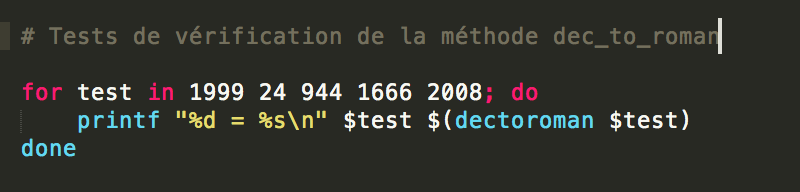 # Tests de vérification de la méthode dec_to_roman
for test in 1999 24 944 1666 2008; do
    printf "%d = %s\n" $test $(dectoroman $test)
done